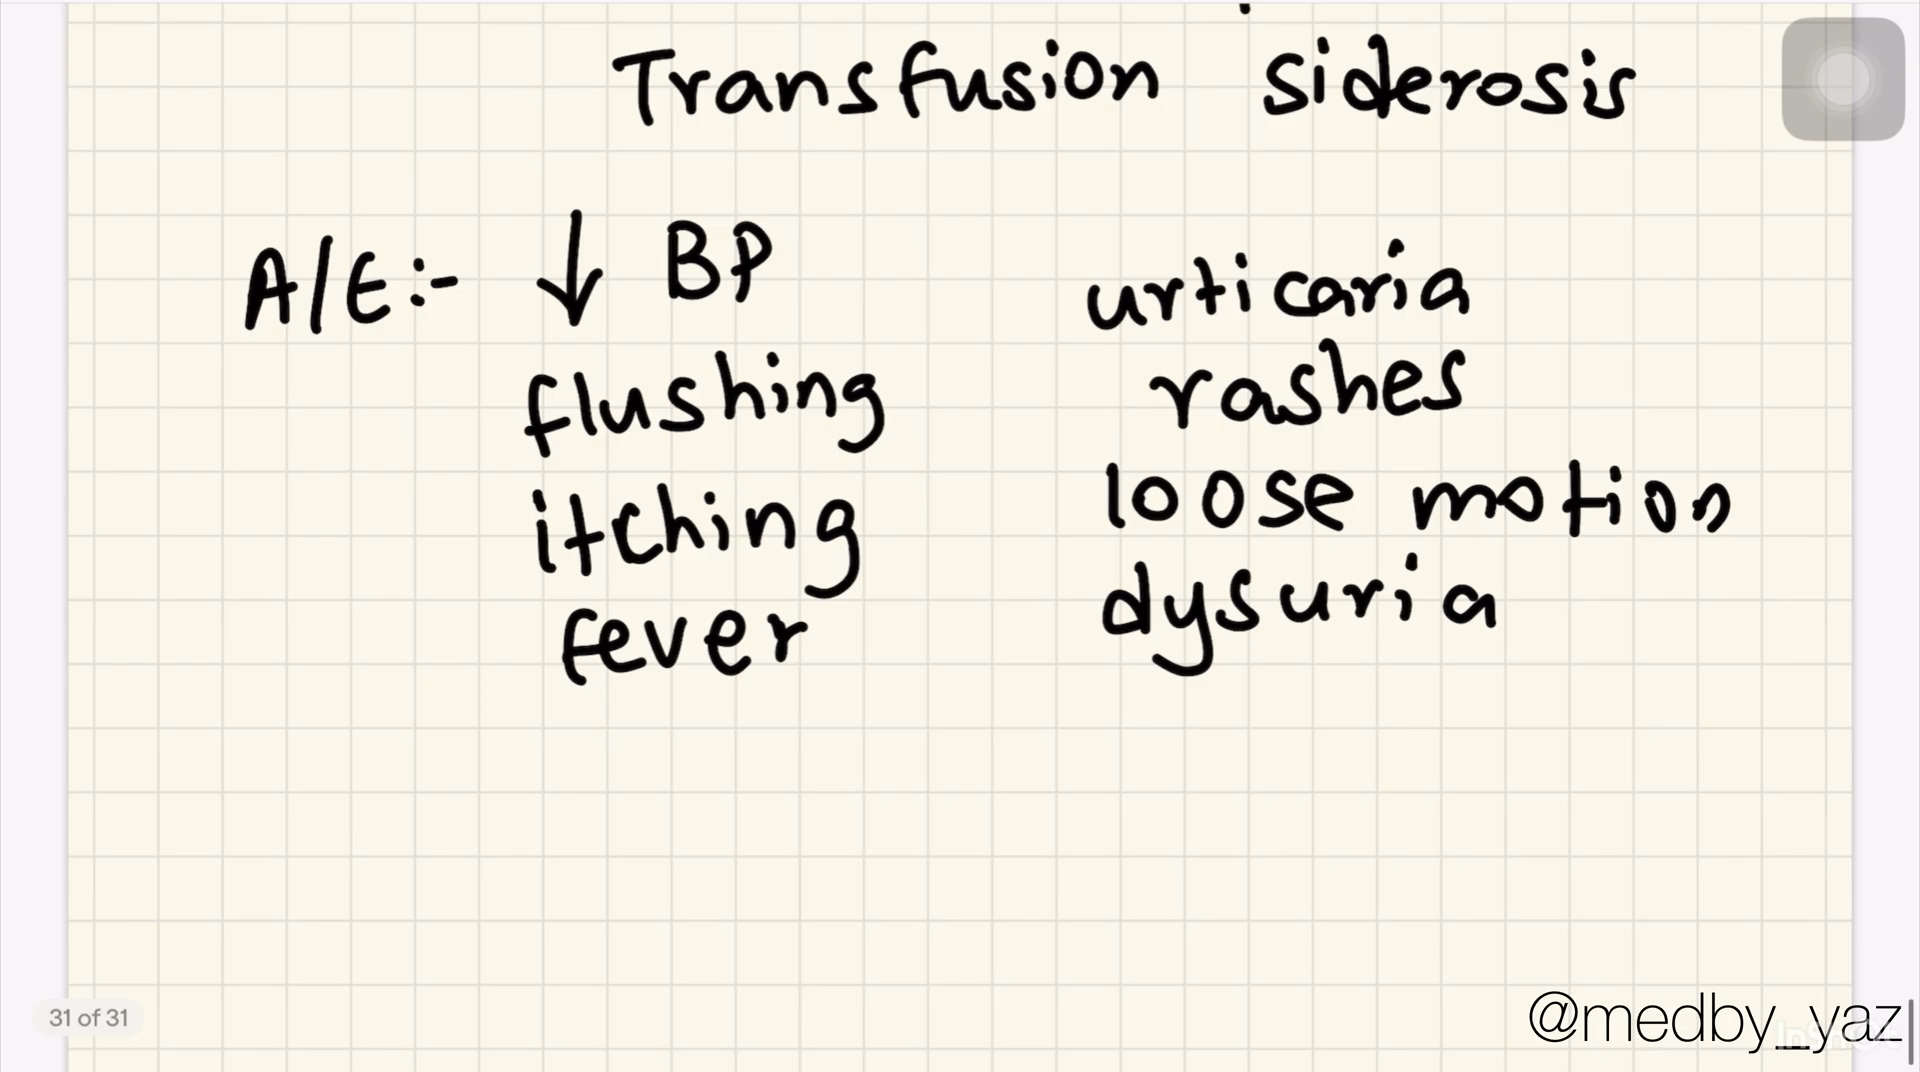 Transfusion siderosis
A/E:- ↓ BP
flushing
itching
fever
urticaria
rashes
loose motion
dysuria
31 of 31
@medby_yaz